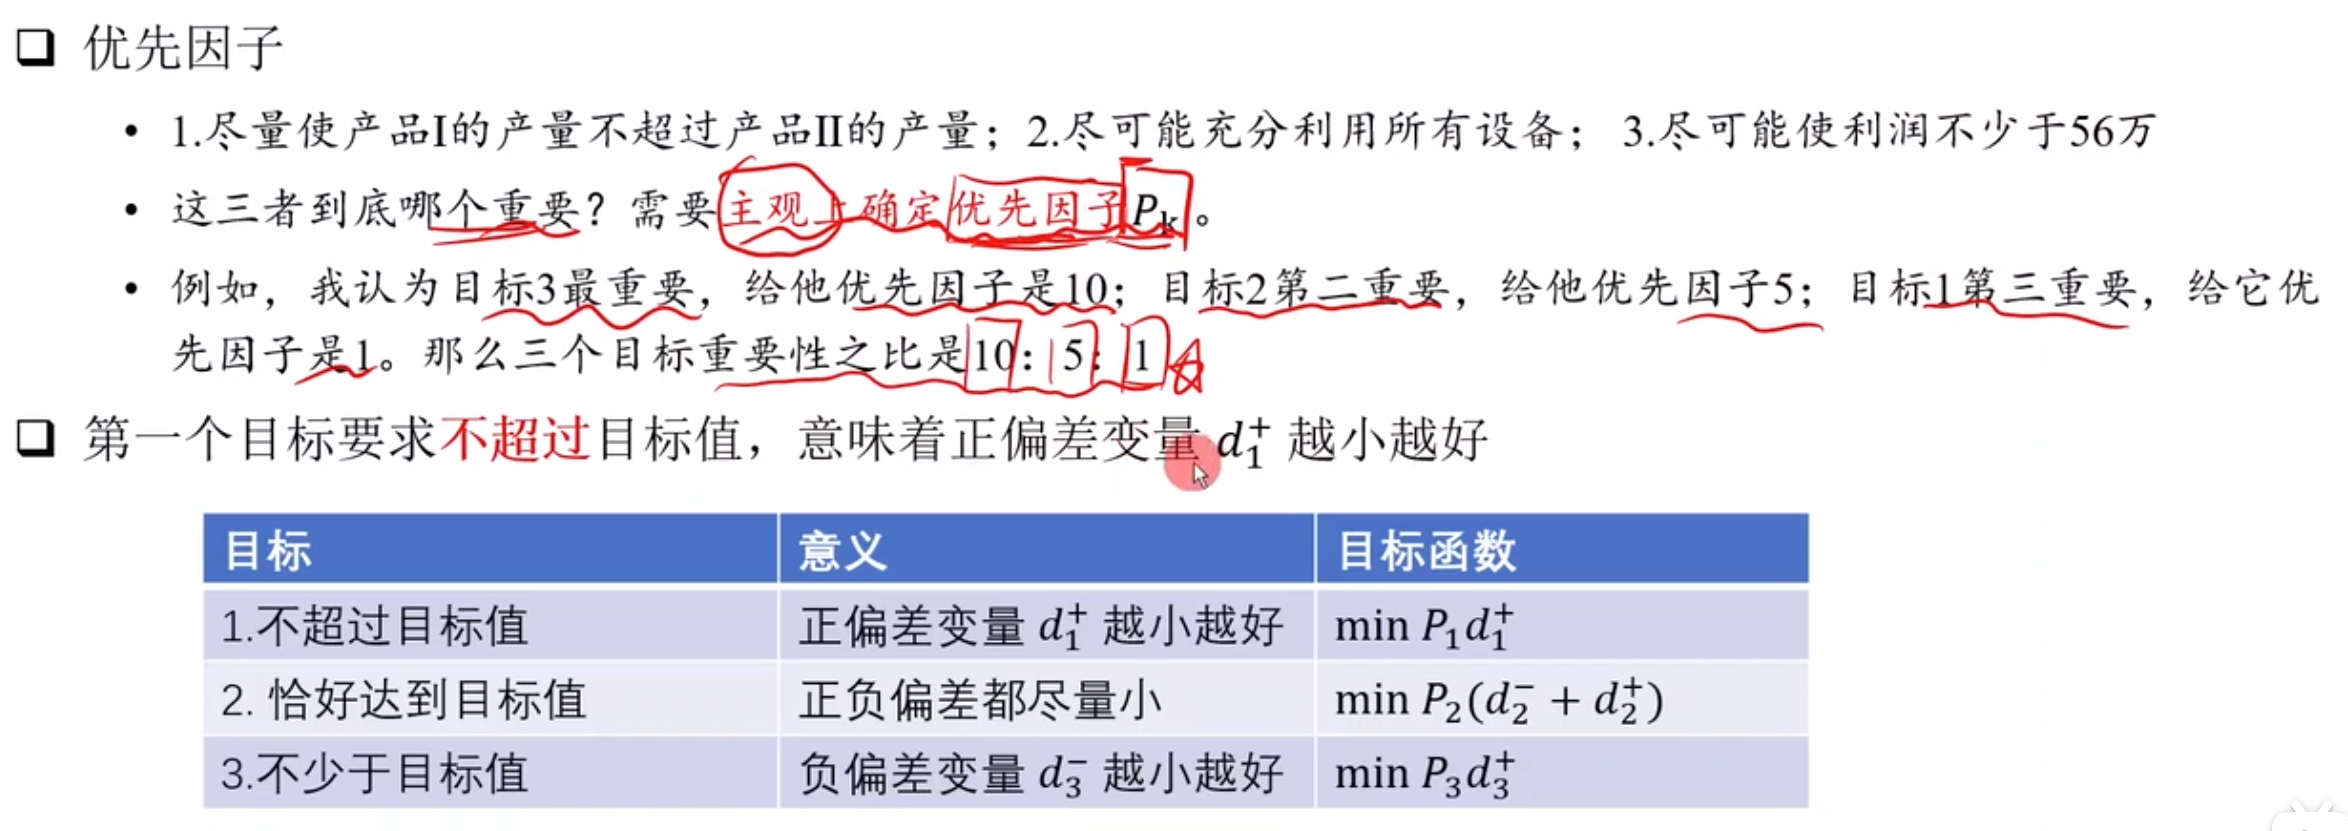 ❑ 优先因子
• 1.尽量使产品I的产量不超过产品II的产量；2.尽可能充分利用所有设备； 3.尽可能使利润不少于56万
• 这三者到底哪个重要？需要主观上确定优先因子Pₖ。
• 例如，我认为目标3最重要，给他优先因子是10；目标2第二重要，给他优先因子5；目标1第三重要，给它优
先因子是1。那么三个目标重要性之比是10：5：1
❑ 第一个目标要求不超过目标值，意味着正偏差变量 d₁⁺ 越小越好
目标 意义 目标函数
1.不超过目标值 正偏差变量 d₁⁺ 越小越好 min P₁d₁⁺
2. 恰好达到目标值 正负偏差都尽量小 min P₂(d₂⁻ + d₂⁺)
3.不少于目标值 负偏差变量 d₃⁻ 越小越好 min P₃d₃⁺